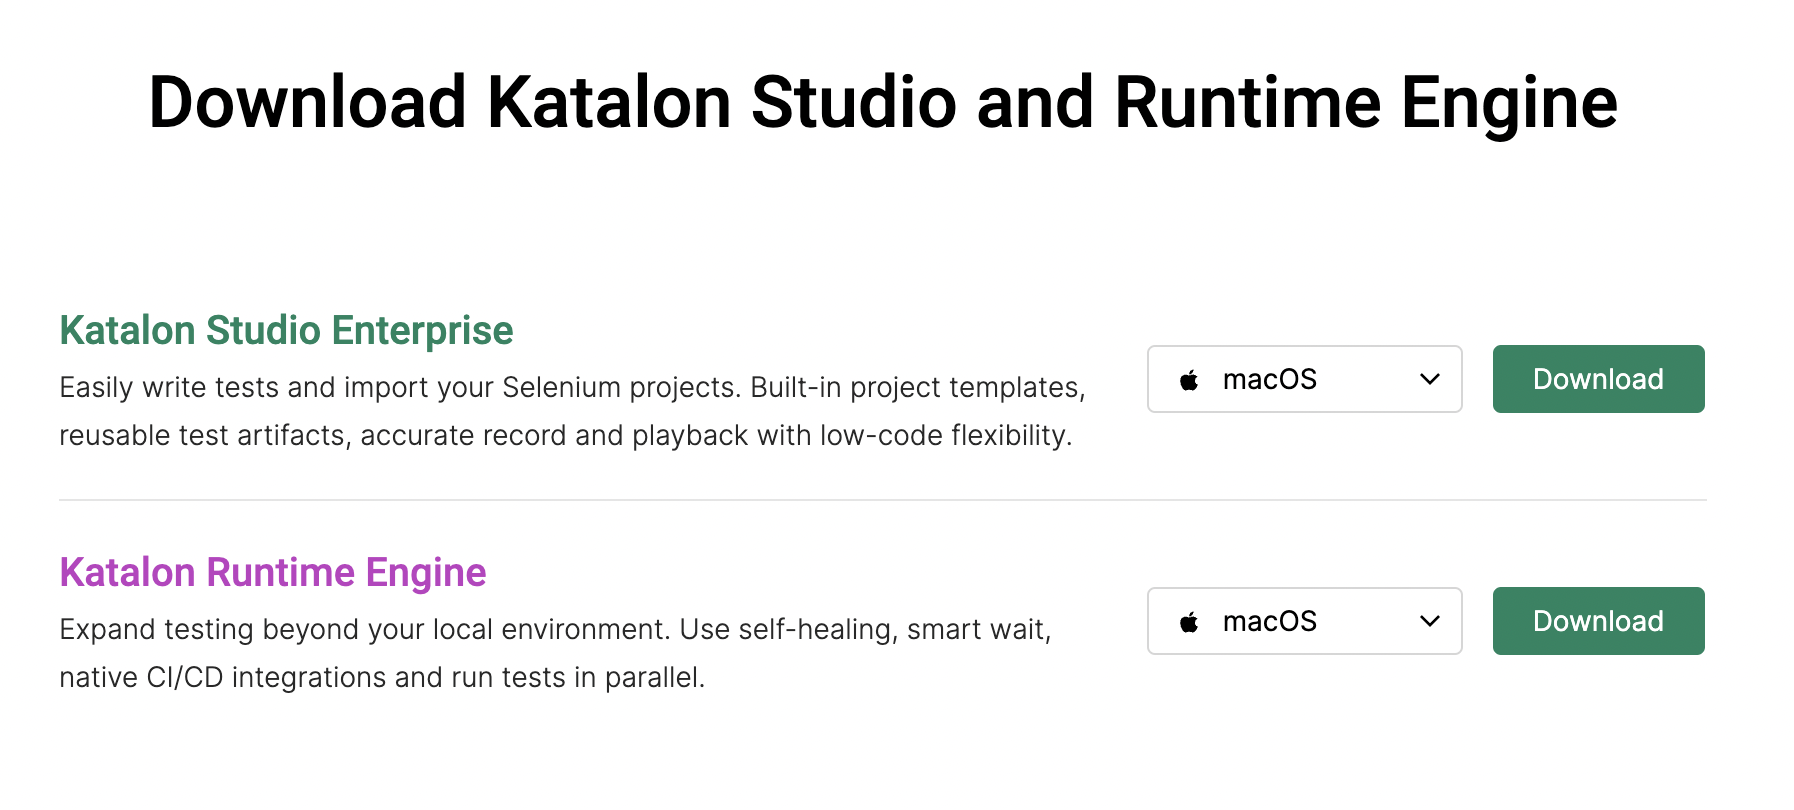 Download Katalon Studio and Runtime Engine
Katalon Studio Enterprise
Easily write tests and import your Selenium projects. Built-in project templates,
reusable test artifacts, accurate record and playback with low-code flexibility.
macOS
Download
Katalon Runtime Engine
Expand testing beyond your local environment. Use self-healing, smart wait,
native CI/CD integrations and run tests in parallel.
macOS
Download